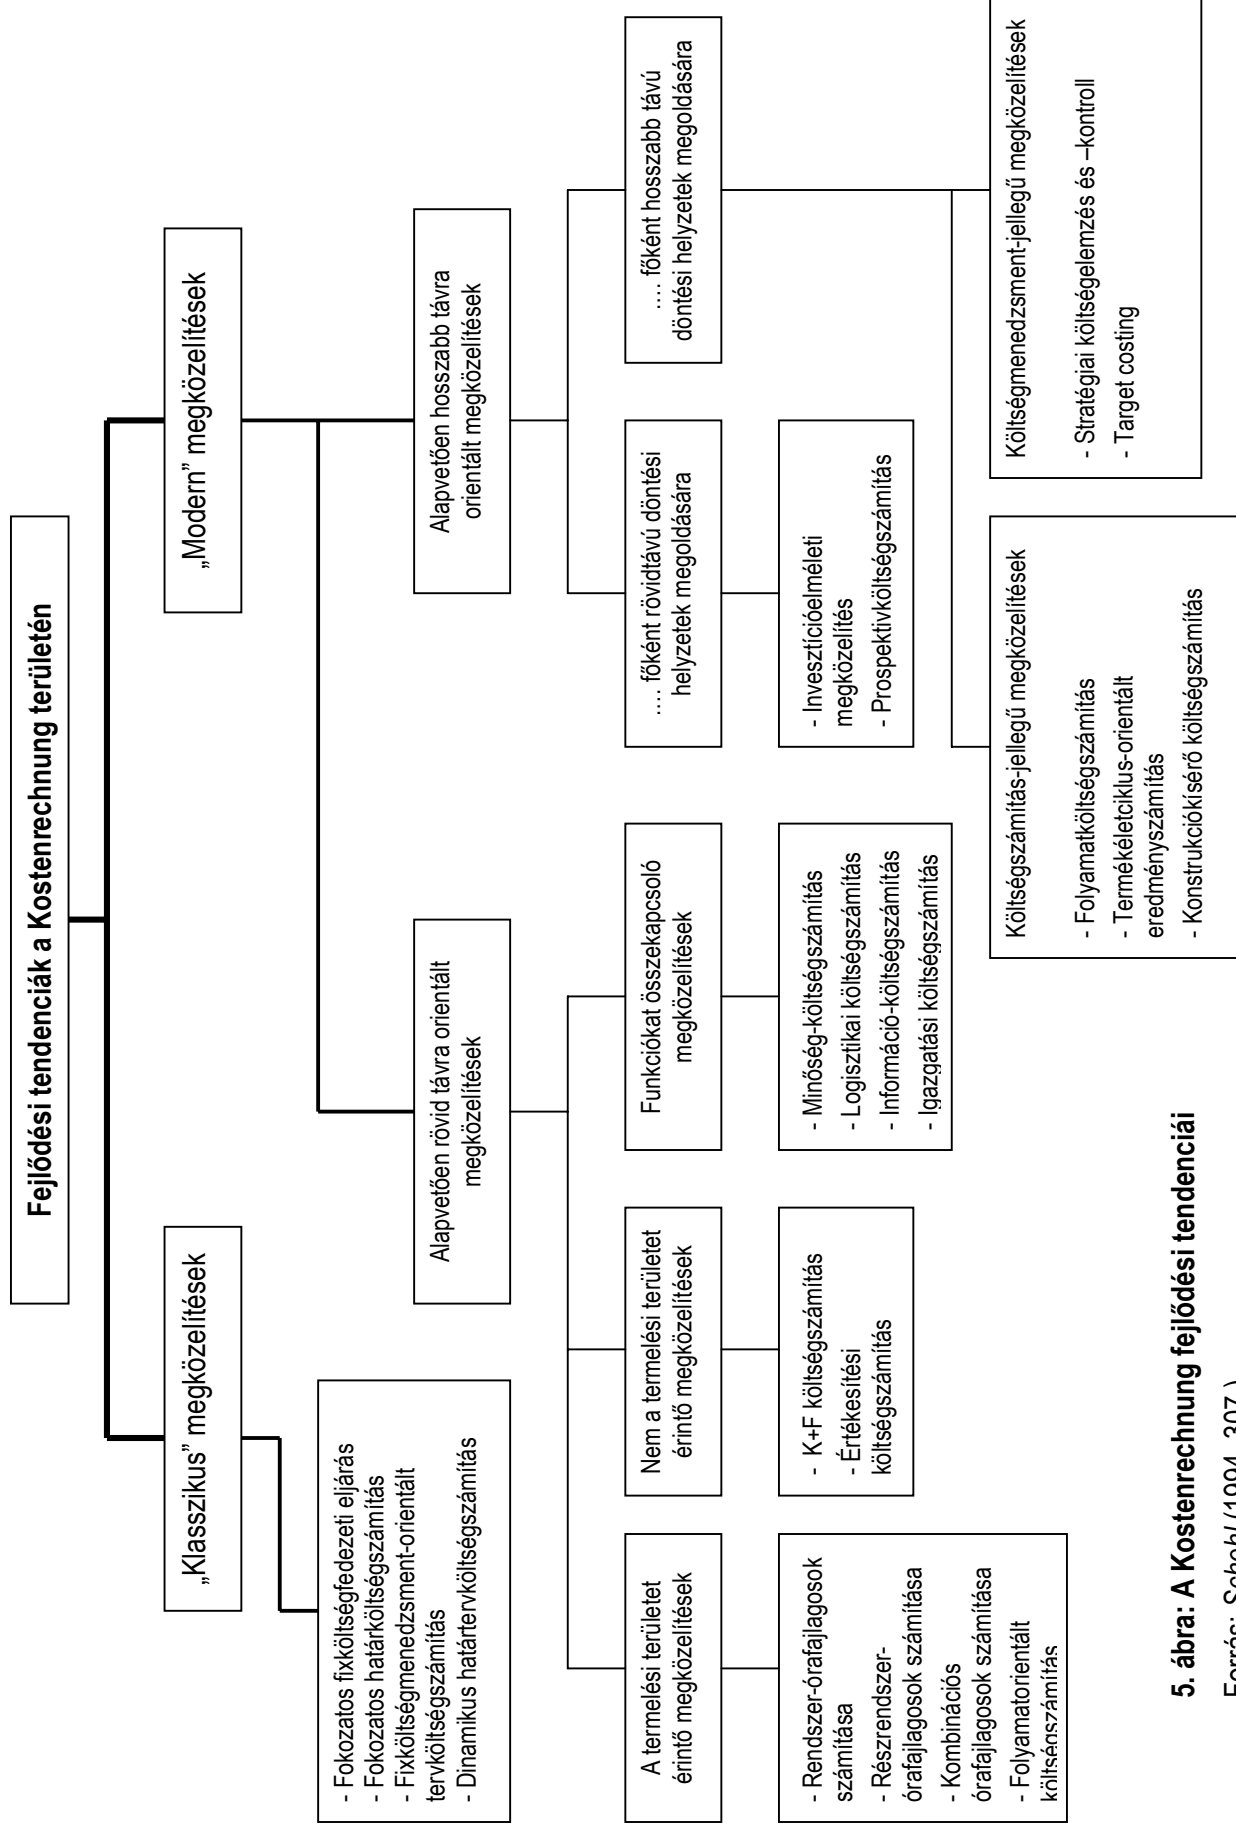 Fejlődési tendenciák a Kostenrechnung területén
„Klasszikus” megközelítések
„Modern” megközelítések
- Fokozatos fixköltségfedezeti eljárás
- Fokozatos határköltségszámítás
- Fixköltségmenedzsment-orientált
tervköltségszámítás
- Dinamikus határtervköltségszámítás
Alapvetően rövid távra orientált
megközelítések
Alapvetően hosszabb távra
orientált megközelítések
A termelési területet
érintő megközelítések
Nem a termelési területet
érintő megközelítések
Funkciókat összekapcsoló
megközelítések
.... főként rövidtávú döntési
helyzetek megoldására
.... főként hosszabb távú
döntési helyzetek megoldására
- Rendszer-órafajlagosok
számítása
- Részrendszer-
órafajlagosok számítása
- Kombinációs
órafajlagosok számítása
- Folyamatorientált
költségszámítás
- K+F költségszámítás
- Értékesítési
költségszámítás
- Minőség-költségszámítás
- Logisztikai költségszámítás
- Információ-költségszámítás
- Igazgatási költségszámítás
- Invesztícióelméleti
megközelítés
- Prospektívköltségszámítás
Költségszámítás-jellegű megközelítések
- Folyamatköltségszámítás
- Termékéletciklus-orientált
eredményszámítás
- Konstrukciókísérő költségszámítás
Költségmenedzsment-jellegű megközelítések
- Stratégiai költségelemzés és –kontroll
- Target costing
5. ábra: A Kostenrechnung fejlődési tendenciái
Forrás: Schehl (1994, 307.)